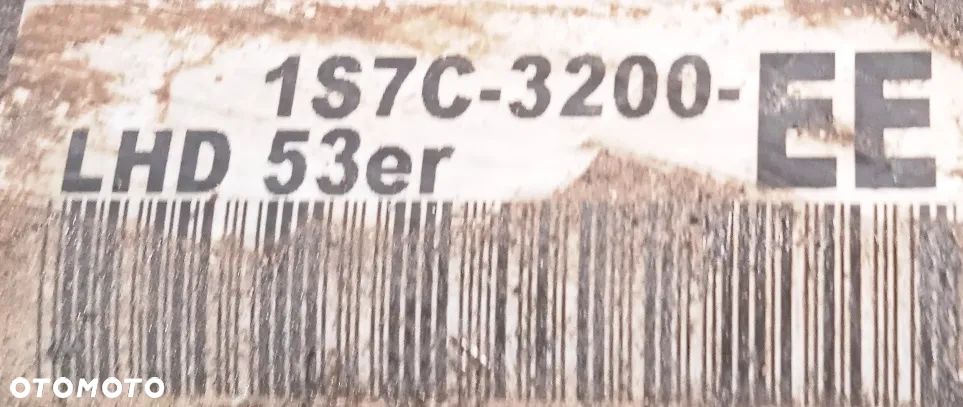 1S7C-3200-EE
LHD 53er
OTOMOTO